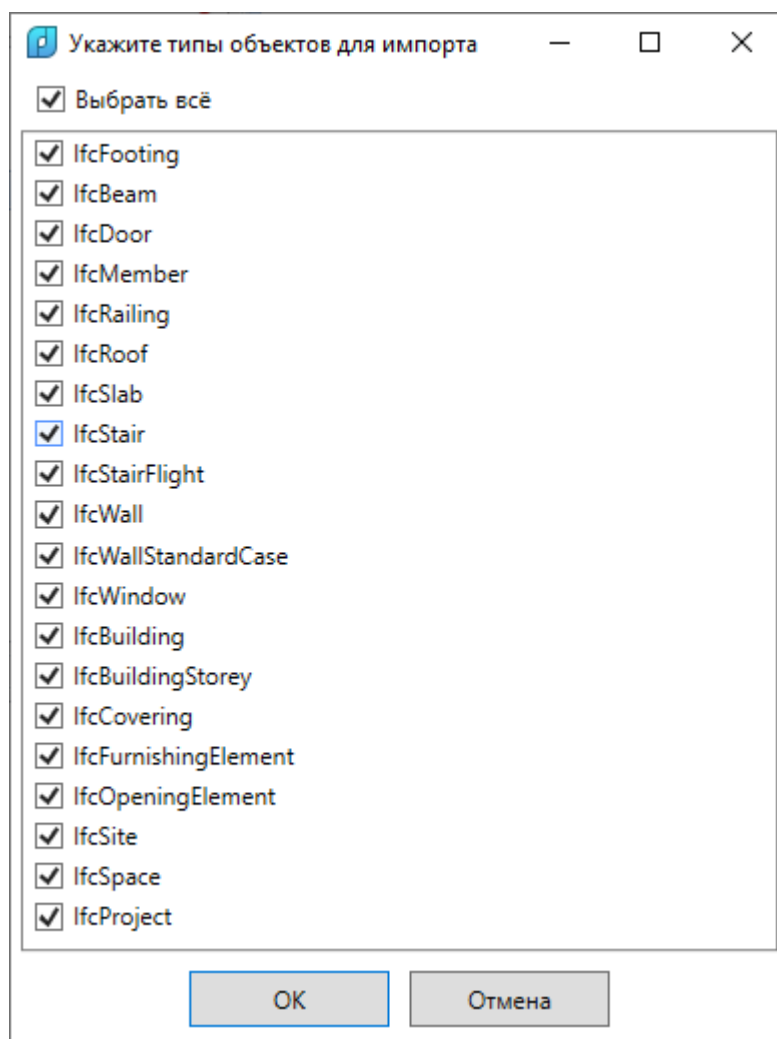 Укажите типы объектов для импорта
Выбрать всё
IfcFooting
IfcBeam
IfcDoor
IfcMember
IfcRailing
IfcRoof
IfcSlab
IfcStair
IfcStairFlight
IfcWall
IfcWallStandardCase
IfcWindow
IfcBuilding
IfcBuildingStorey
IfcCovering
IfcFurnishingElement
IfcOpeningElement
IfcSite
IfcSpace
IfcProject
OK Отмена